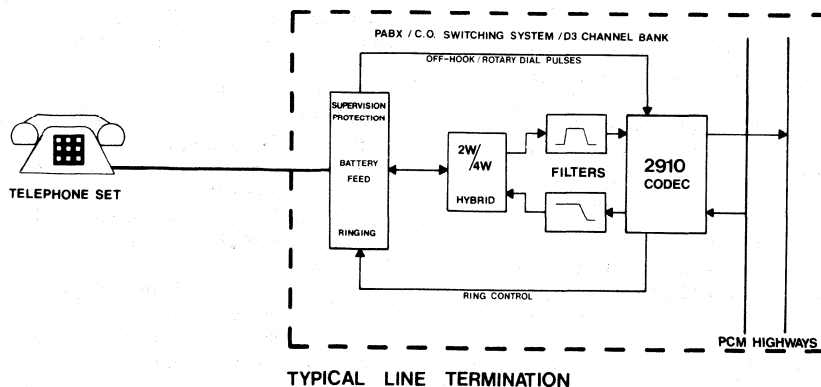 PABX / C.O. SWITCHING SYSTEM / D3 CHANNEL BANK
OFF-HOOK / ROTARY DIAL PULSES
SUPERVISION
PROTECTION
BATTERY
FEED
RINGING
2W/
4W
HYBRID
FILTERS
2910
CODEC
TELEPHONE SET
RING CONTROL
PCM HIGHWAYS
TYPICAL LINE TERMINATION